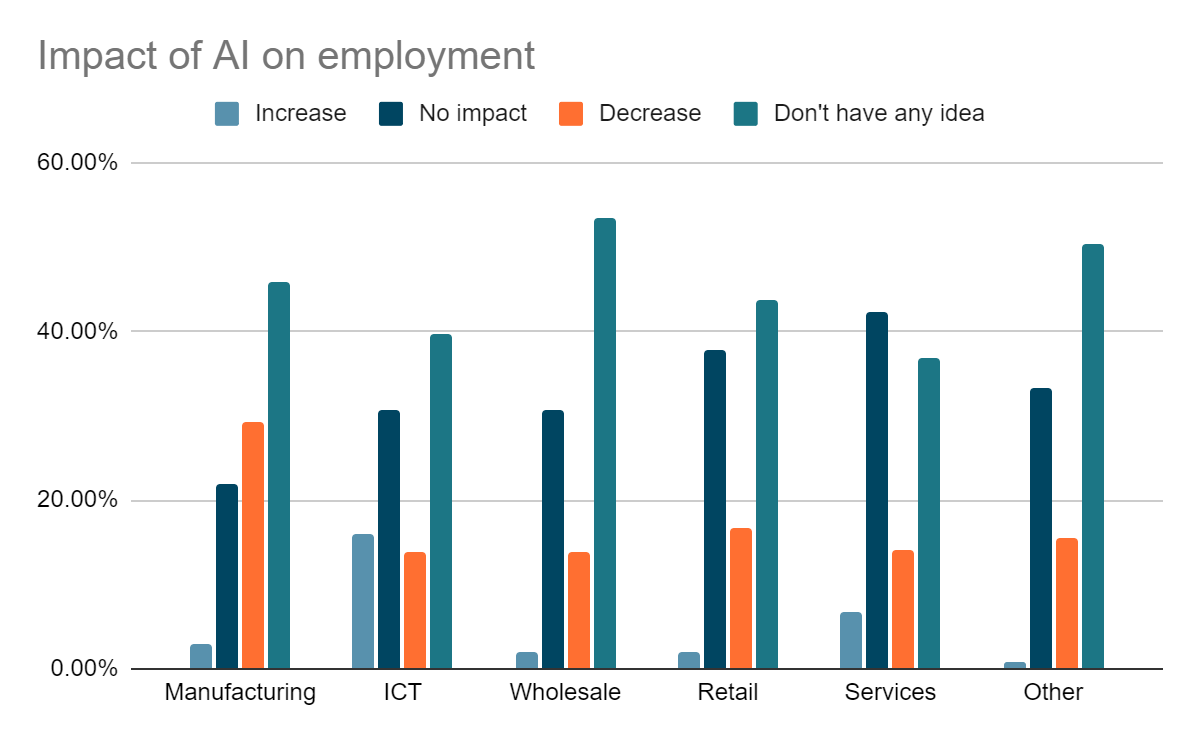 Impact of AI on employment
Increase No impact Decrease Don't have any idea
60.00%
40.00%
20.00%
0.00%
Manufacturing ICT Wholesale Retail Services Other